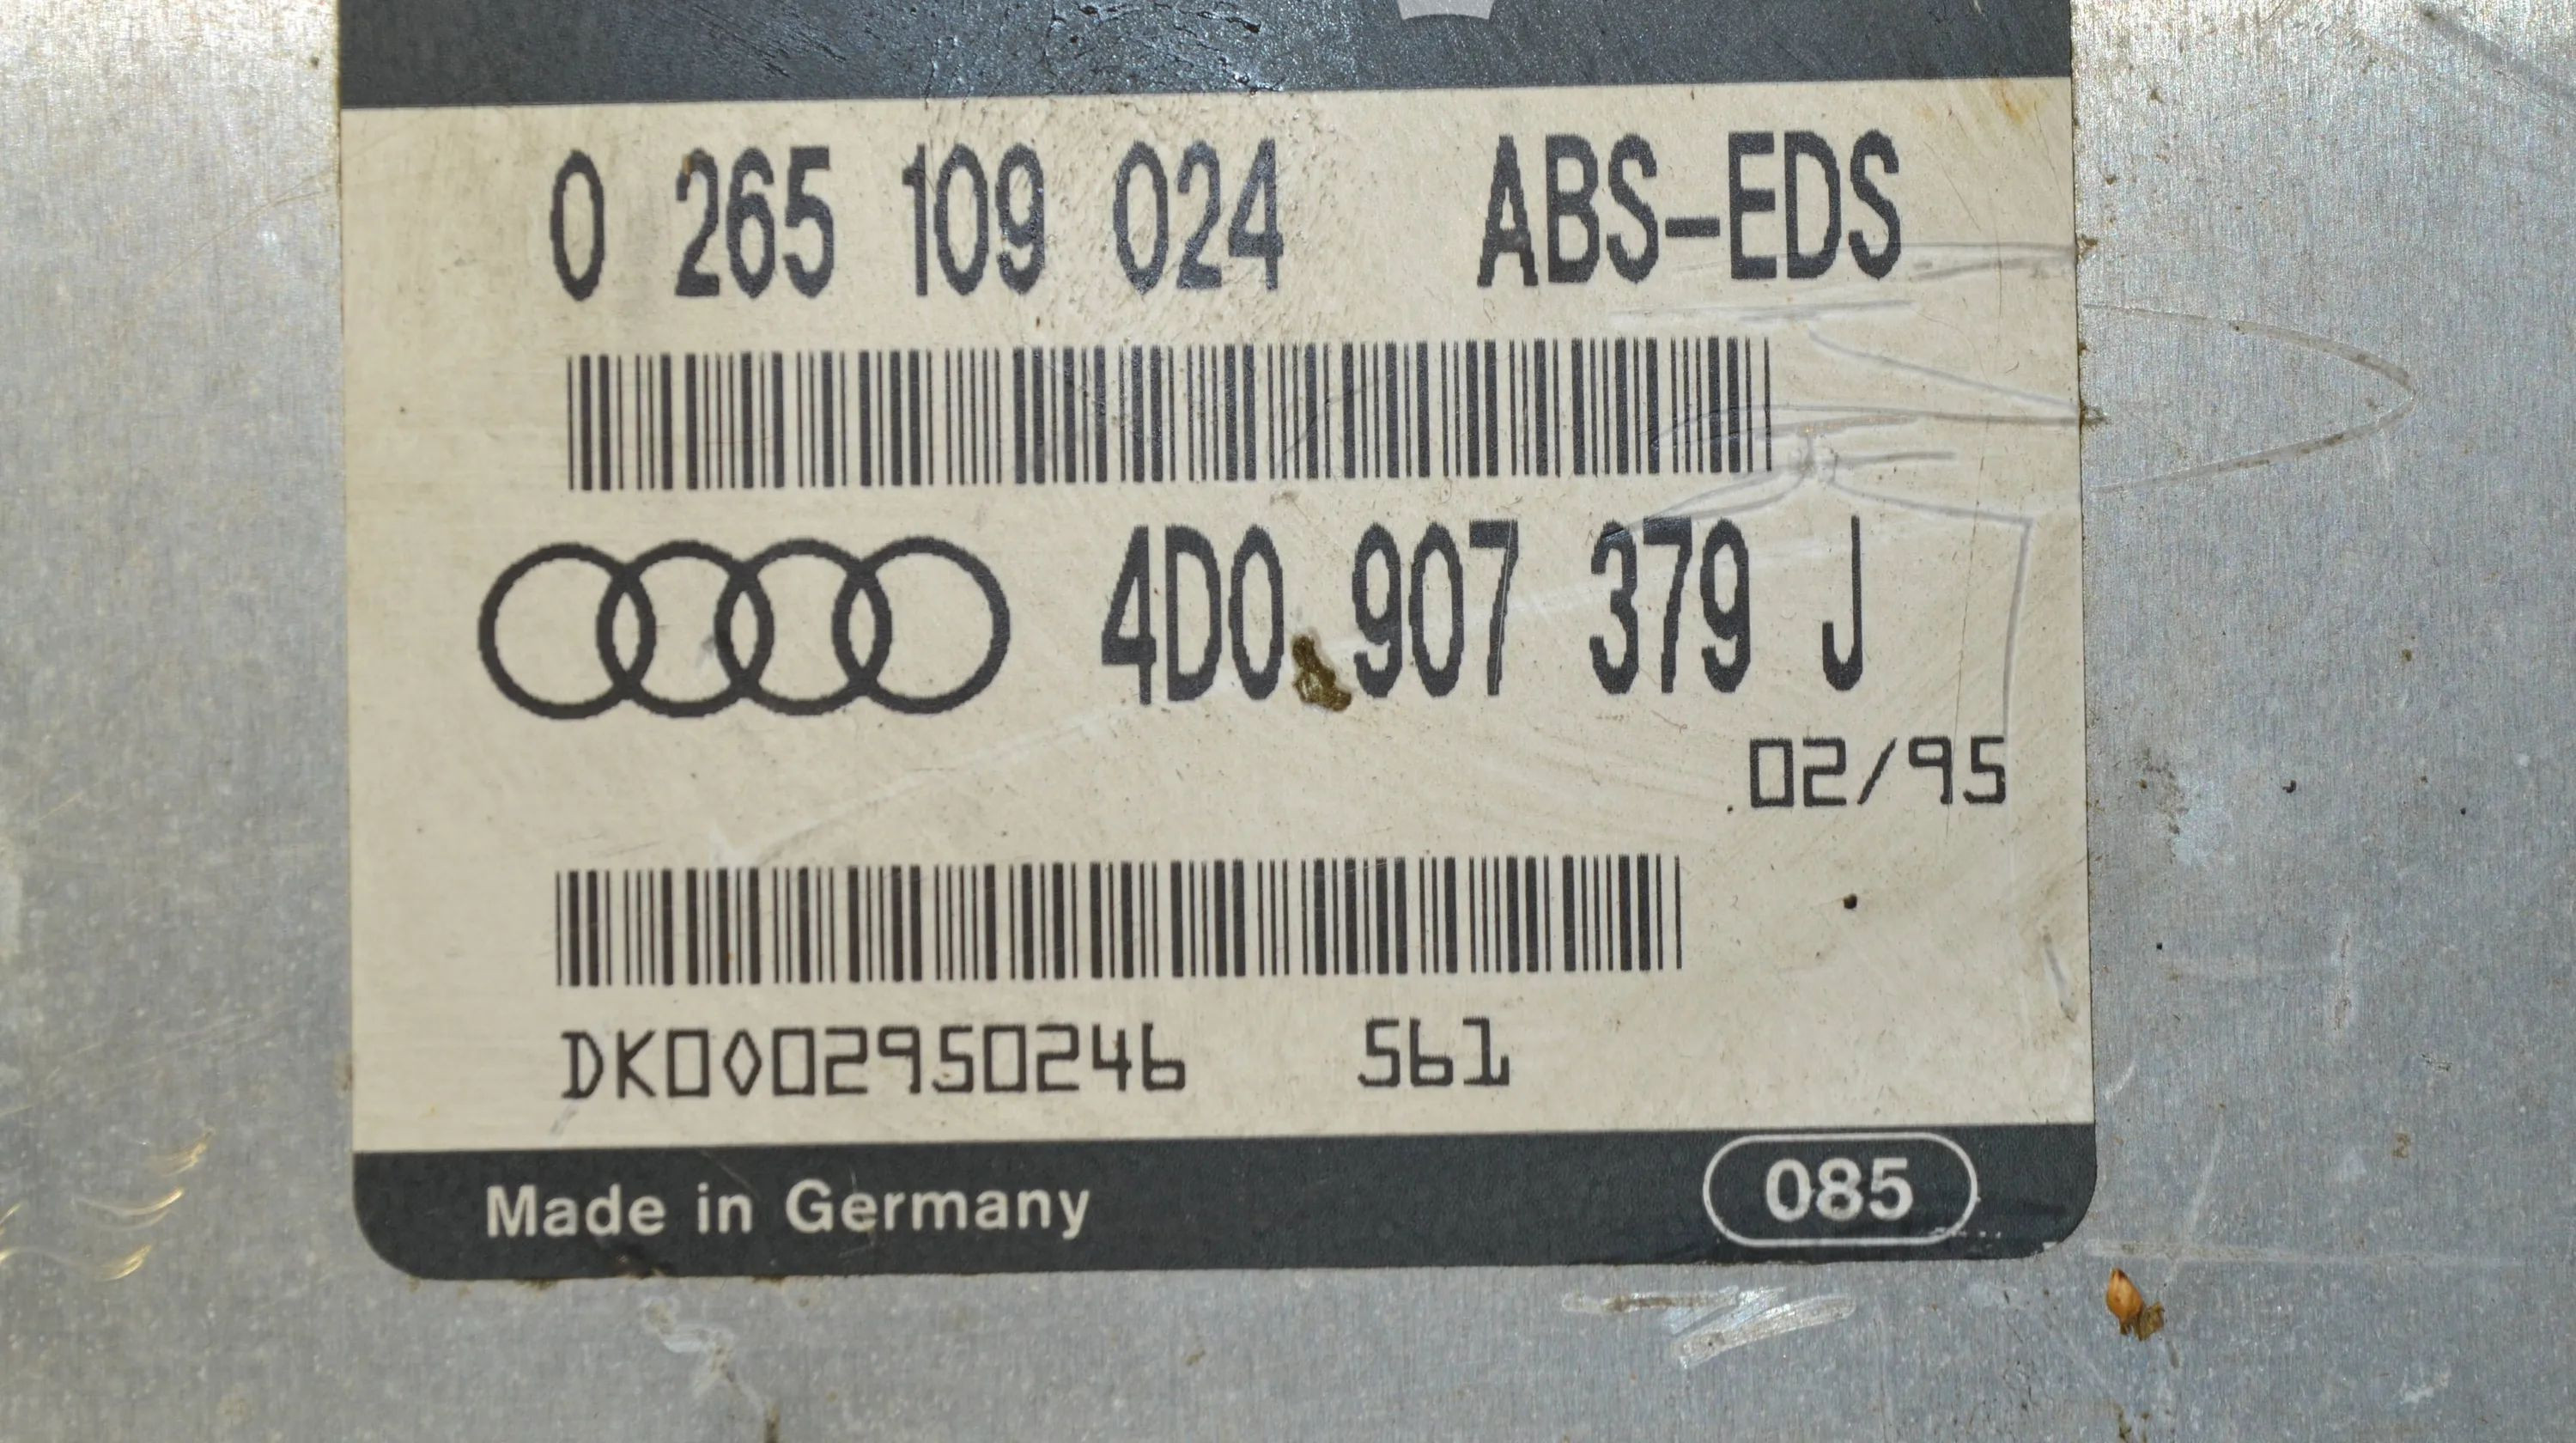 0 265 109 024 ABS-EDS
4D0 907 379 J
02/95
DK0002950246 561
Made in Germany 085